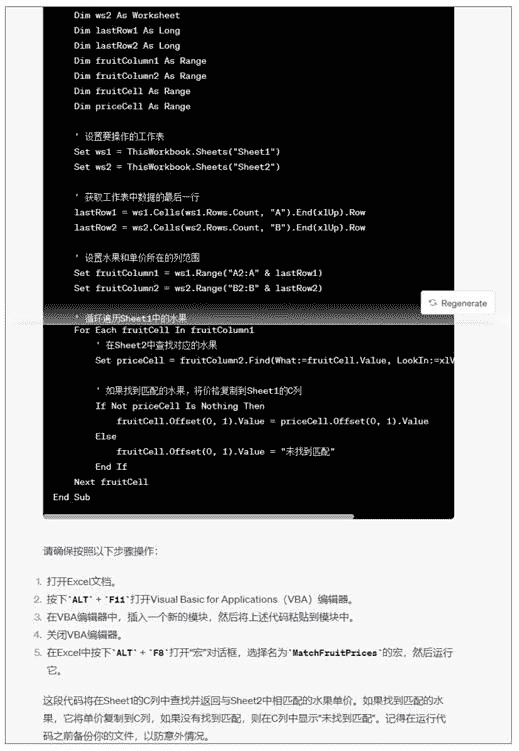 Dim ws2 As Worksheet
Dim lastRow1 As Long
Dim lastRow2 As Long
Dim fruitColumn1 As Range
Dim fruitColumn2 As Range
Dim fruitCell As Range
Dim priceCell As Range
' 设置要操作的工作表
Set ws1 = ThisWorkbook.Sheets("Sheet1")
Set ws2 = ThisWorkbook.Sheets("Sheet2")
' 获取工作表中数据的最后一行
lastRow1 = ws1.Cells(ws1.Rows.Count, "A").End(xlUp).Row
lastRow2 = ws2.Cells(ws2.Rows.Count, "B").End(xlUp).Row
' 设置水果和单价所在的列范围
Set fruitColumn1 = ws1.Range("A2:A" & lastRow1)
Set fruitColumn2 = ws2.Range("B2:B" & lastRow2)
Regenerate
' 循环遍历Sheet1中的水果
For Each fruitCell In fruitColumn1
' 在Sheet2中查找对应的水果
Set priceCell = fruitColumn2.Find(What:=fruitCell.Value, LookIn:=xlV
' 如果找到匹配的水果，将价格复制到Sheet1的C列
If Not priceCell Is Nothing Then
fruitCell.Offset(0, 1).Value = priceCell.Offset(0, 1).Value
Else
fruitCell.Offset(0, 1).Value = "未找到匹配"
End If
Next fruitCell
End Sub
请确保按照以下步骤操作：
1. 打开Excel文档。
2. 按下`ALT` + `F11`打开Visual Basic for Applications（VBA）编辑器。
3. 在VBA编辑器中，插入一个新的模块，然后将上述代码粘贴到模块中。
4. 关闭VBA编辑器。
5. 在Excel中按下`ALT` + `F8`打开“宏”对话框，选择名为`MatchFruitPrices`的宏，然后运行
它。
这段代码将在Sheet1的C列中查找并返回与Sheet2中相匹配的水果单价。如果找到匹配的水
果，它将单价复制到C列，如果没有找到匹配，则在C列中显示“未找到匹配”。记得在运行代
码之前备份你的文件，以防意外情况。